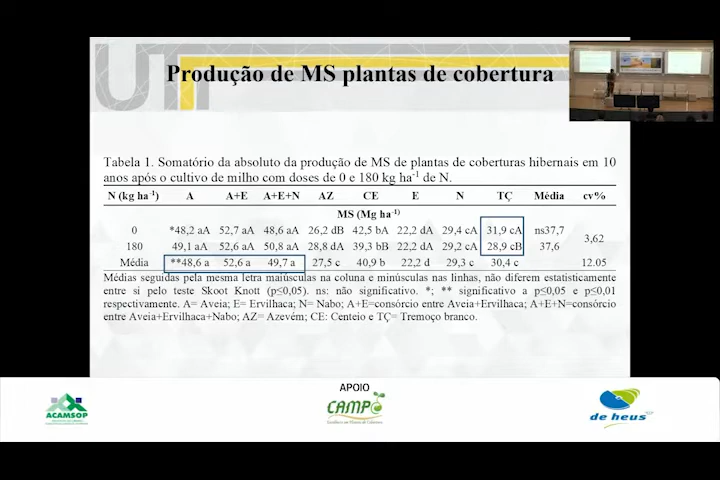 UTF
Produção de MS plantas de cobertura
Tabela 1. Somatório da absoluto da produção de MS de plantas de coberturas hibernais em 10
anos após o cultivo de milho com doses de 0 e 180 kg ha-1 de N.
N (kg ha-1) A A+E A+E+N AZ CE E N TÇ Média cv%
MS (Mg ha-1)
0 *48,2 aA 52,7 aA 48,6 aA 26,2 dB 42,5 bA 22,2 dA 29,4 cA 31,9 cA ns37,7
3,62
180 49,1 aA 52,6 aA 50,8 aA 28,8 dA 39,3 bB 22,2 dA 29,2 cA 28,9 cB 37,6
Média **48,6 a 52,6 a 49,7 a 27,5 c 40,9 b 22,2 d 29,3 c 30,4 c 12.05
Médias seguidas pela mesma letra maiúsculas na coluna e minúsculas nas linhas, não diferem estatisticamente
entre si pelo teste Skoot Knott (p≤0,05). ns: não significativo. *; ** significativo a p≤0,05 e p≤0,01
respectivamente. A= Aveia; E= Ervilhaca; N= Nabo; A+E=consórcio entre Aveia+Ervilhaca; A+E+N=consórcio
entre Aveia+Ervilhaca+Nabo; AZ= Azevém; CE: Centeio e TÇ= Tremoço branco.
APOIO
ACAMSOP
CAMPO
de heus